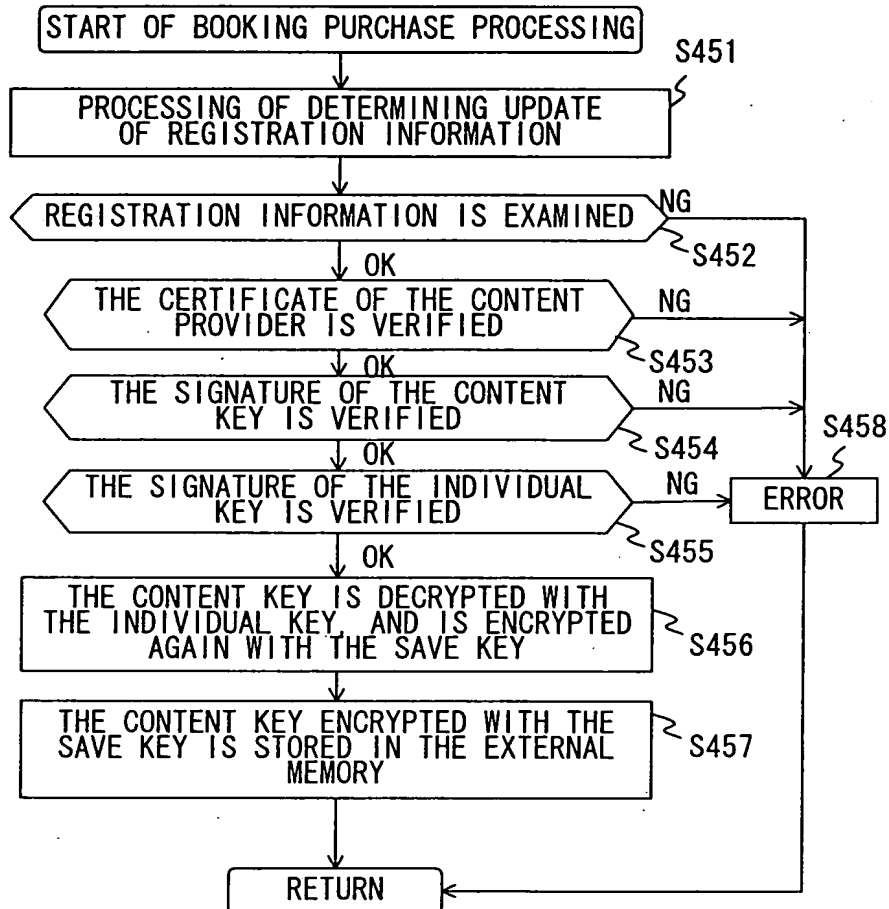 START OF BOOKING PURCHASE PROCESSING
S451
PROCESSING OF DETERMINING UPDATE
OF REGISTRATION INFORMATION
REGISTRATION INFORMATION IS EXAMINED
NG
S452
OK
THE CERTIFICATE OF THE CONTENT
PROVIDER IS VERIFIED
NG
S453
OK
THE SIGNATURE OF THE CONTENT
KEY IS VERIFIED
NG
S454
OK
S458
THE SIGNATURE OF THE INDIVIDUAL
KEY IS VERIFIED
NG
ERROR
S455
OK
THE CONTENT KEY IS DECRYPTED WITH
THE INDIVIDUAL KEY, AND IS ENCRYPTED
AGAIN WITH THE SAVE KEY
S456
THE CONTENT KEY ENCRYPTED WITH THE
SAVE KEY IS STORED IN THE EXTERNAL
MEMORY
S457
RETURN